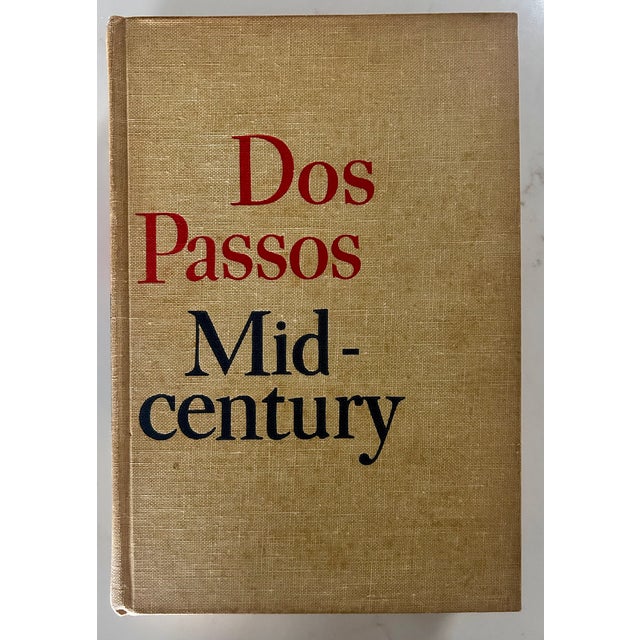 Dos
Passos
Mid-
century